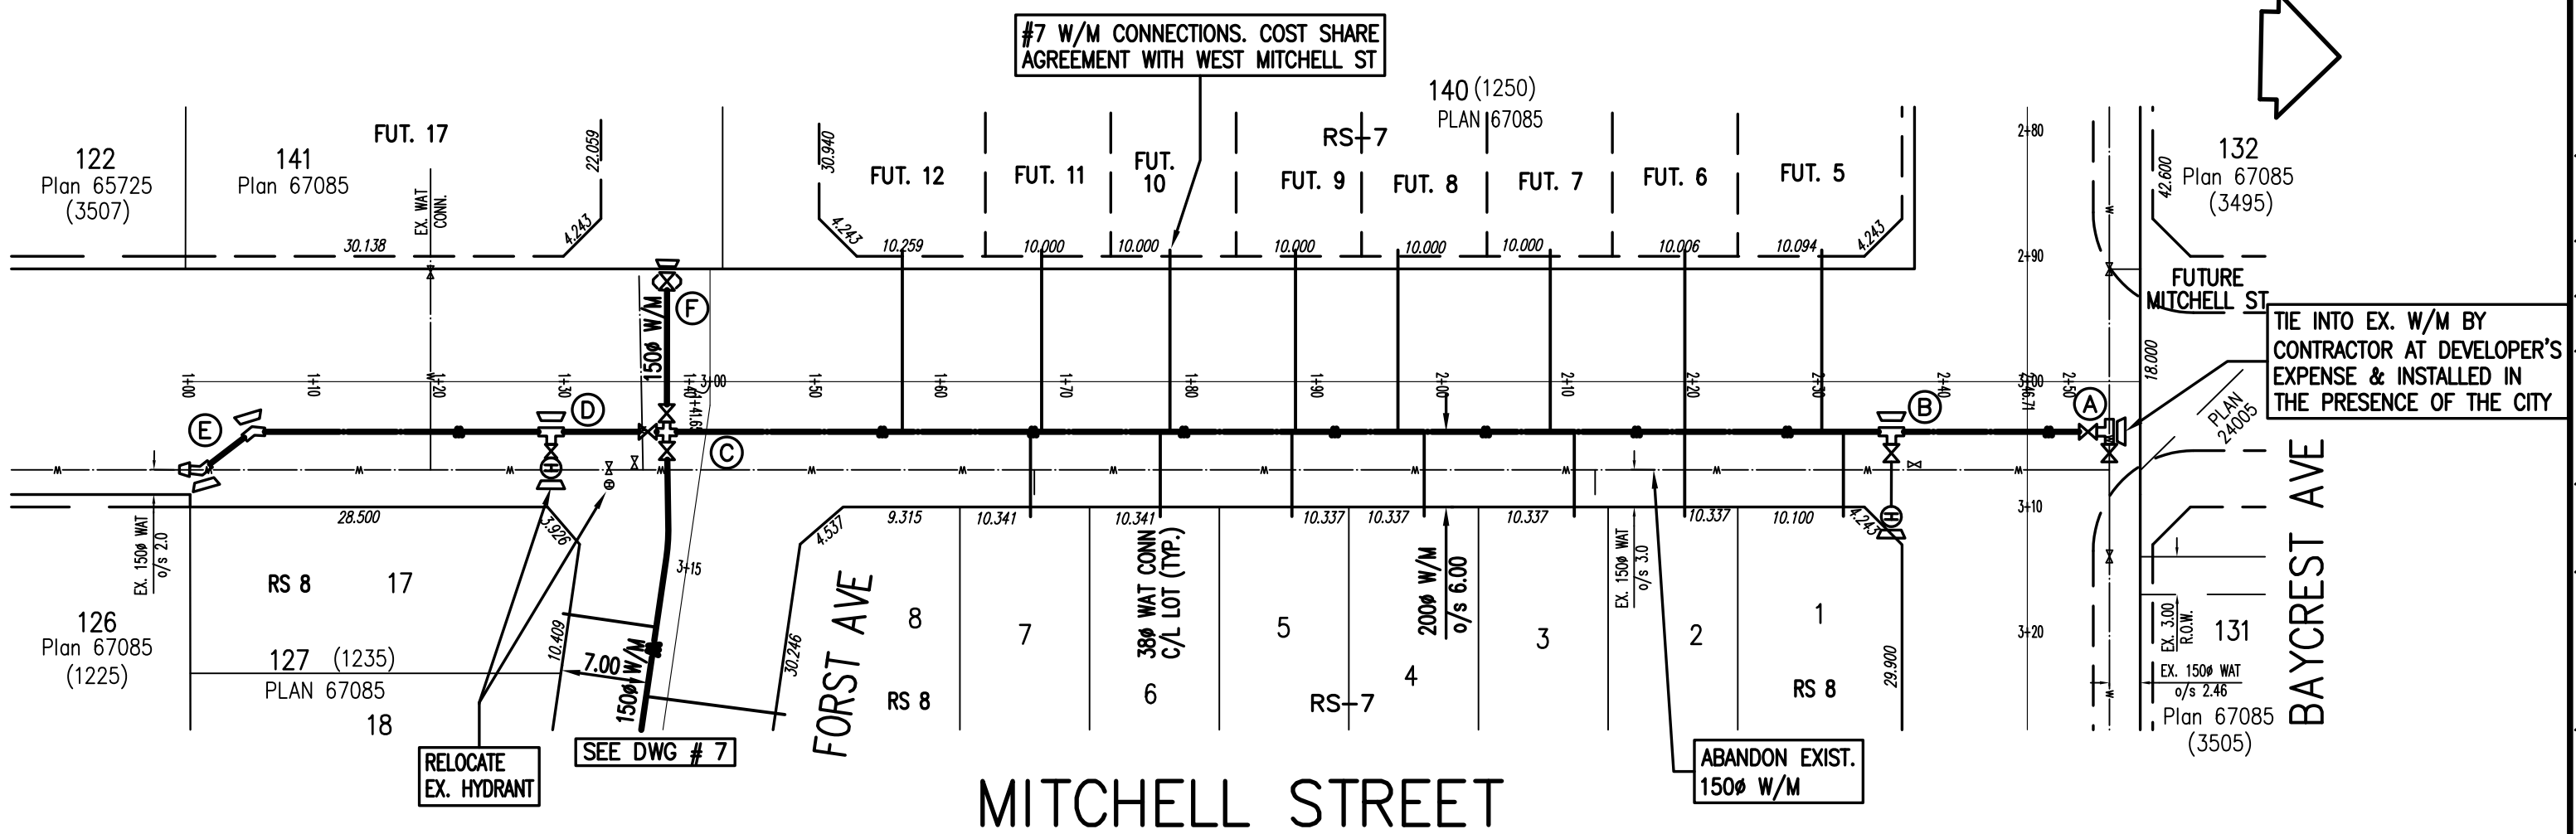 #7 W/M CONNECTIONS. COST SHARE
AGREEMENT WITH WEST MITCHELL ST
140 (1250)
PLAN 67085
RS-7
122
Plan 65725
(3507)
141
Plan 67085
FUT. 17
EX. WAT
CONN.
22.059
30.940
FUT. 12
FUT. 11
FUT.
10
FUT. 9
FUT. 8
FUT. 7
FUT. 6
FUT. 5
2+80
132
Plan 67085
(3495)
42.600
30.138
4.243
4.243
10.259
10.000
10.000
10.000
10.000
10.000
10.006
10.094
4.243
2+90
FUTURE
MITCHELL ST
150ø W/M
F
TIE INTO EX. W/M BY
CONTRACTOR AT DEVELOPER'S
EXPENSE & INSTALLED IN
THE PRESENCE OF THE CITY
18.000
1+00
1+10
1+20
1+30
1+40
3+00
1+50
1+60
1+70
1+80
1+90
2+00
2+10
2+20
2+30
2+40
3+00
2+50
E
D
C
B
A
PLAN
24005
W W W W W W W W W W W W W
H
H
H
3+10
28.500
3.926
4.537
9.315
10.341
10.341
10.337
10.337
10.337
10.337
10.100
4.243
EX. 150ø WAT
o/s 2.0
RS 8
17
3+15
126
Plan 67085
(1225)
127 (1235)
PLAN 67085
18
10.409
7.00
150ø W/M
30.246
FORST AVE
8
RS 8
7
38ø WAT CONN
C/L LOT (TYP.)
6
5
RS-7
200ø W/M
o/s 6.00
4
3
EX. 150ø WAT
o/s 3.0
2
1
RS 8
29.900
3+20
EX. 3.00
R.O.W.
131
EX. 150ø WAT
o/s 2.46
Plan 67085
(3505)
BAYCREST AVE
RELOCATE
EX. HYDRANT
SEE DWG # 7
ABANDON EXIST.
150ø W/M
MITCHELL STREET